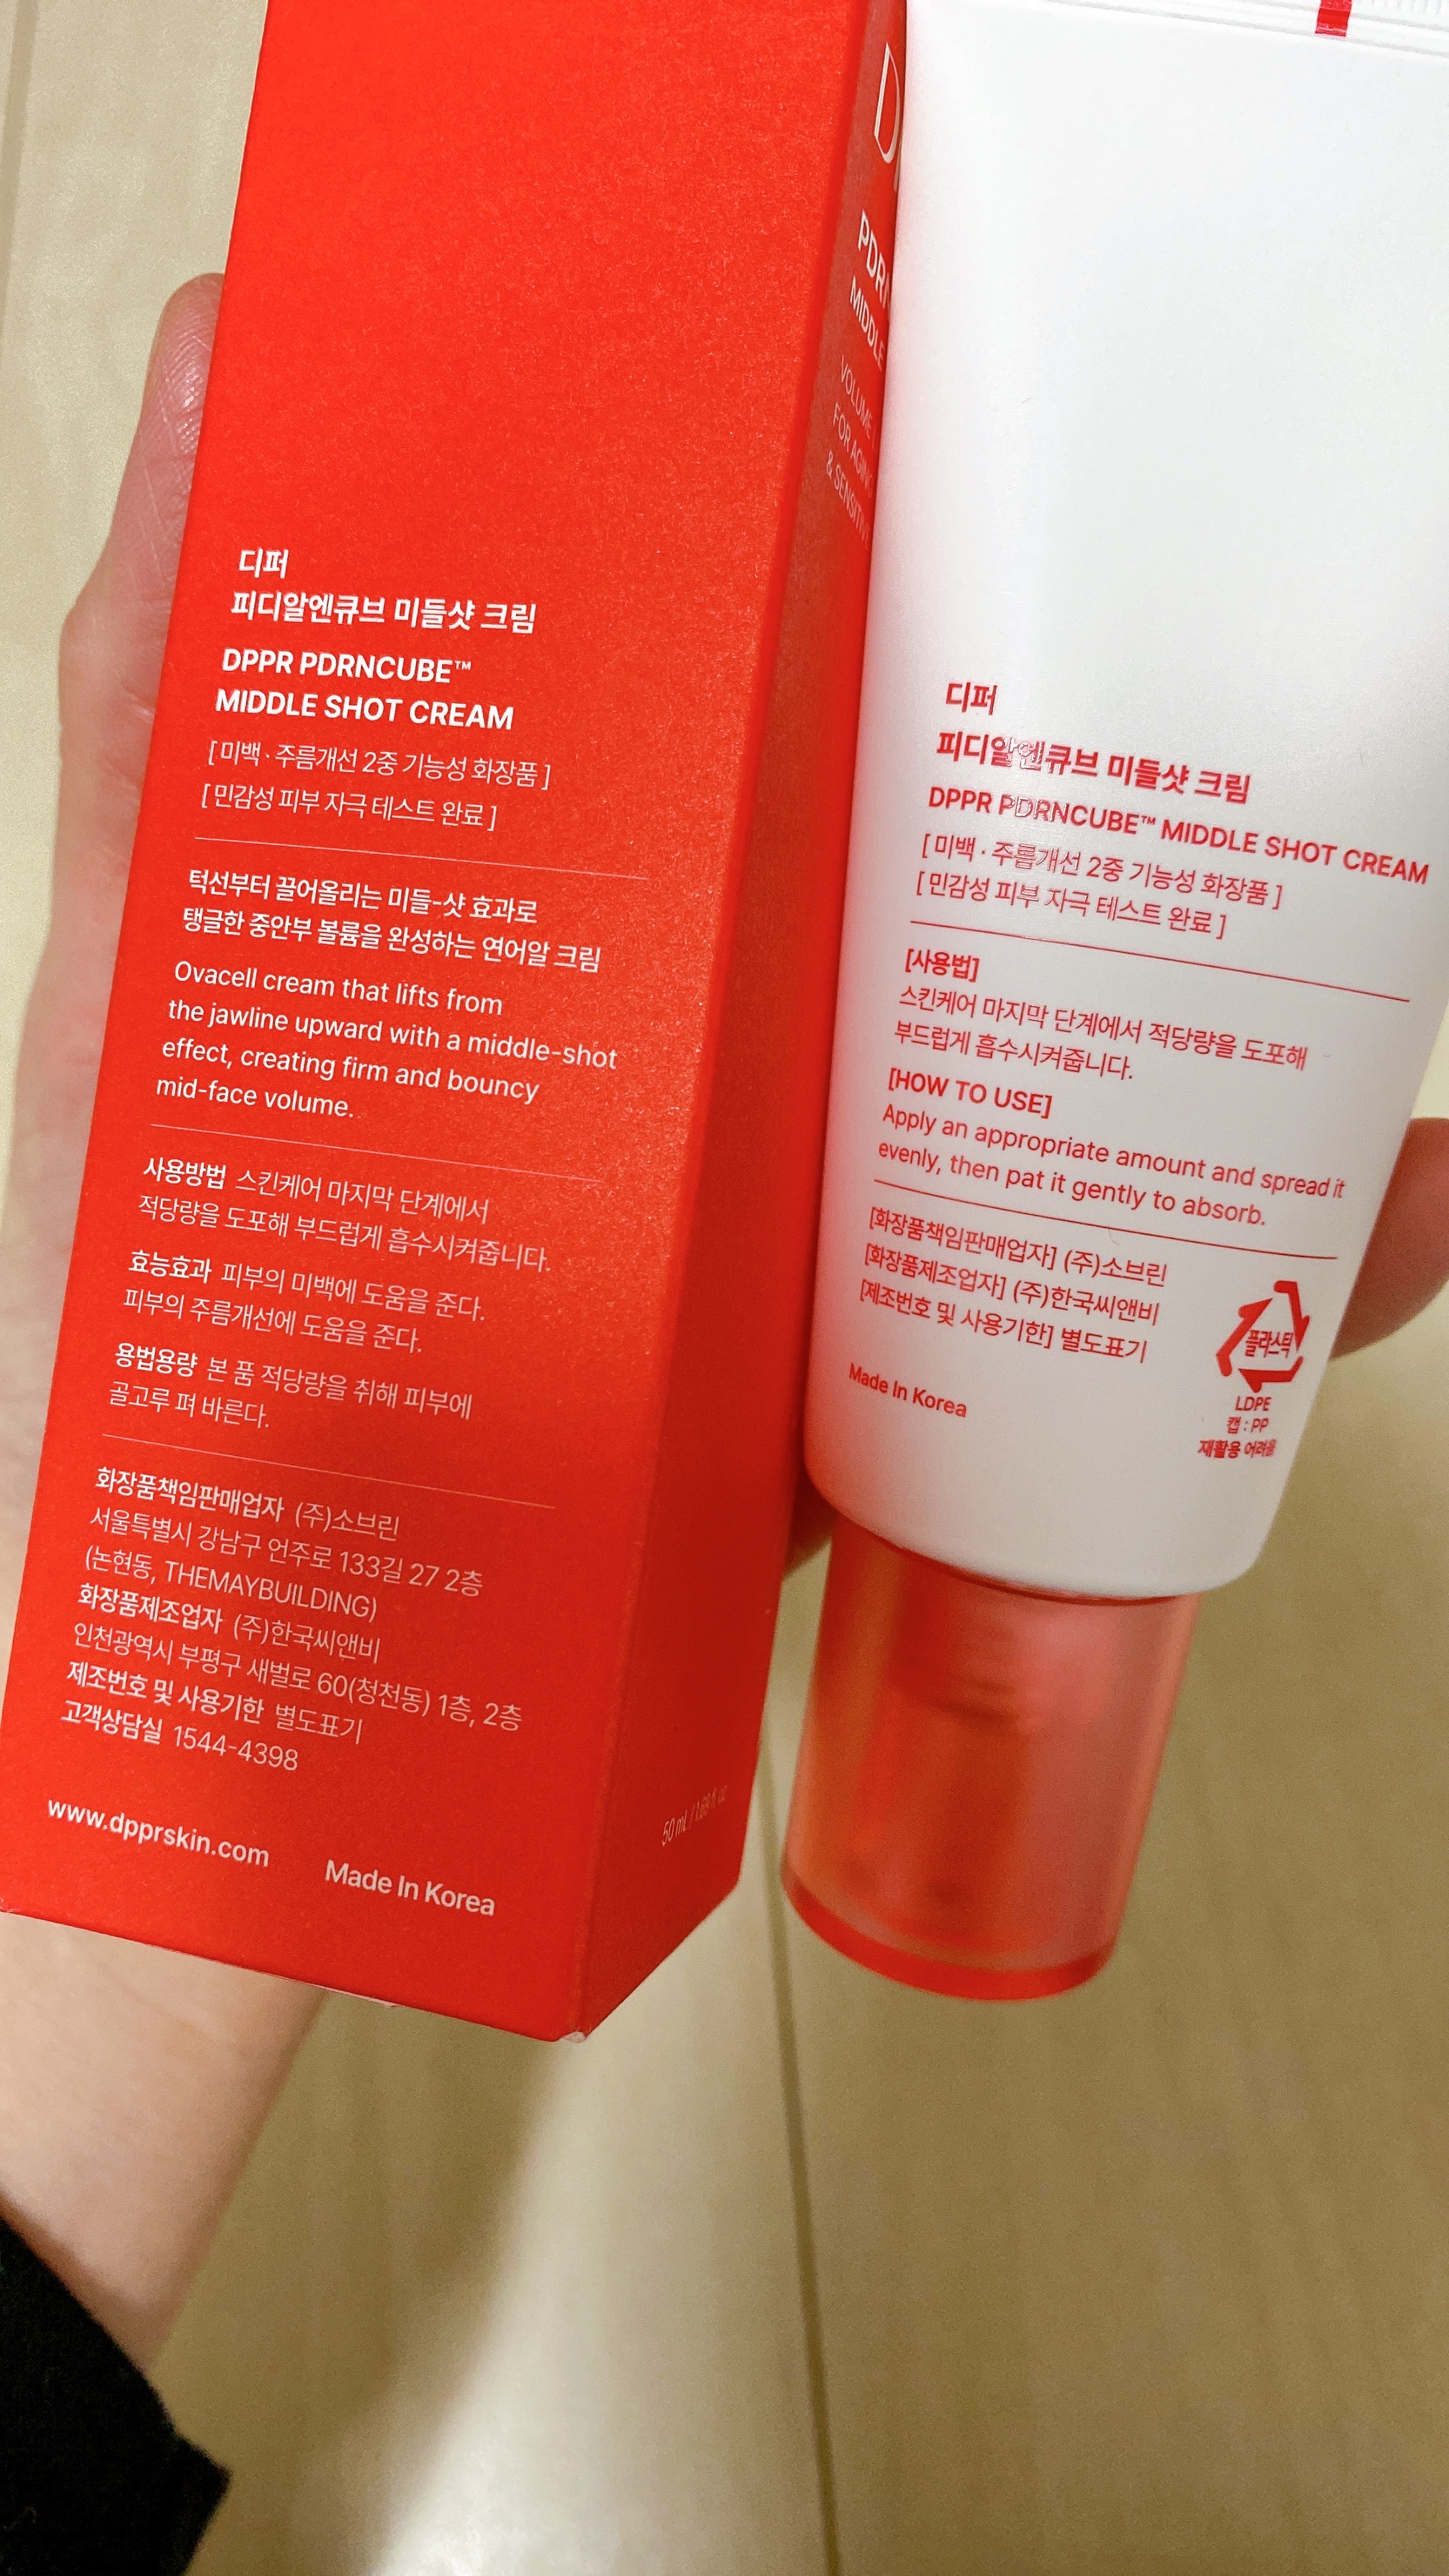 디퍼
피디알엔큐브 미들샷 크림
DPPR PDRNCUBE™
MIDDLE SHOT CREAM
[ 미백 · 주름개선 2중 기능성 화장품 ]
[ 민감성 피부 자극 테스트 완료 ]
턱선부터 끌어올리는 미들-샷 효과로
탱글한 중안부 볼륨을 완성하는 연어알 크림
Ovacell cream that lifts from
the jawline upward with a middle-shot
effect, creating firm and bouncy
mid-face volume.
사용방법 스킨케어 마지막 단계에서
적당량을 도포해 부드럽게 흡수시켜줍니다.
효능효과 피부의 미백에 도움을 준다.
피부의 주름개선에 도움을 준다.
용법용량 본 품 적당량을 취해 피부에
골고루 펴 바른다.
화장품책임판매업자 (주)소브린
서울특별시 강남구 언주로 133길 27 2층
(논현동, THEMAYBUILDING)
화장품제조업자 (주)한국씨앤비
인천광역시 부평구 새벌로 60(청천동) 1층, 2층
제조번호 및 사용기한 별도표기
고객상담실 1544-4398
www.dpprskin.com
Made In Korea
MIDDLE
VOLUME
FOR AGING
&
50 mL / 1.69 fl. oz
디퍼
피디알엔큐브 미들샷 크림
DPPR PDRNCUBE™ MIDDLE SHOT CREAM
[ 미백 · 주름개선 2중 기능성 화장품 ]
[ 민감성 피부 자극 테스트 완료 ]
[사용법]
스킨케어 마지막 단계에서 적당량을 도포해
부드럽게 흡수시켜줍니다.
[HOW TO USE]
Apply an appropriate amount and spread it
evenly, then pat it gently to absorb.
[화장품책임판매업자] (주)소브린
[화장품제조업자] (주)한국씨앤비
[제조번호 및 사용기한] 별도표기
Made In Korea
플라스틱
LDPE
캡 : PP
재활용 어려움